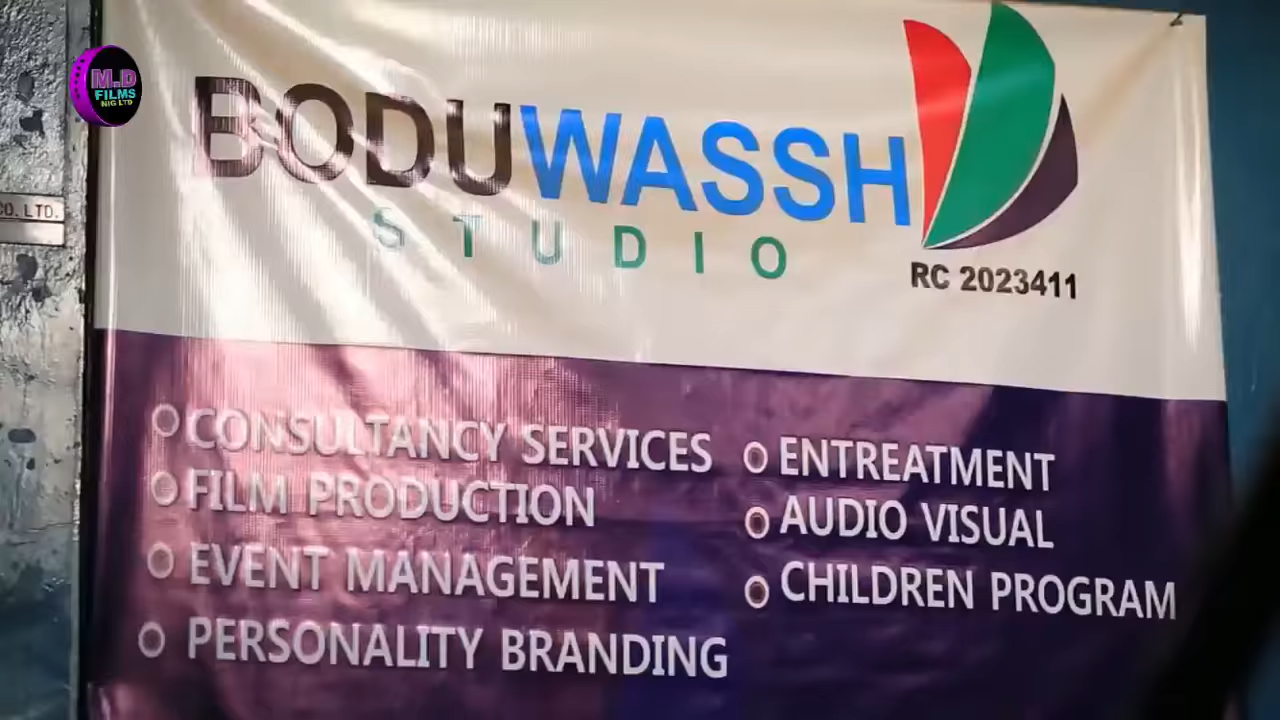 M.D
FILMS
NIG LTD
CO. LTD.
BODUWASSH
STUDIO
RC 2023411
CONSULTANCY SERVICES
FILM PRODUCTION
EVENT MANAGEMENT
PERSONALITY BRANDING
ENTREATMENT
AUDIO VISUAL
CHILDREN PROGRAM